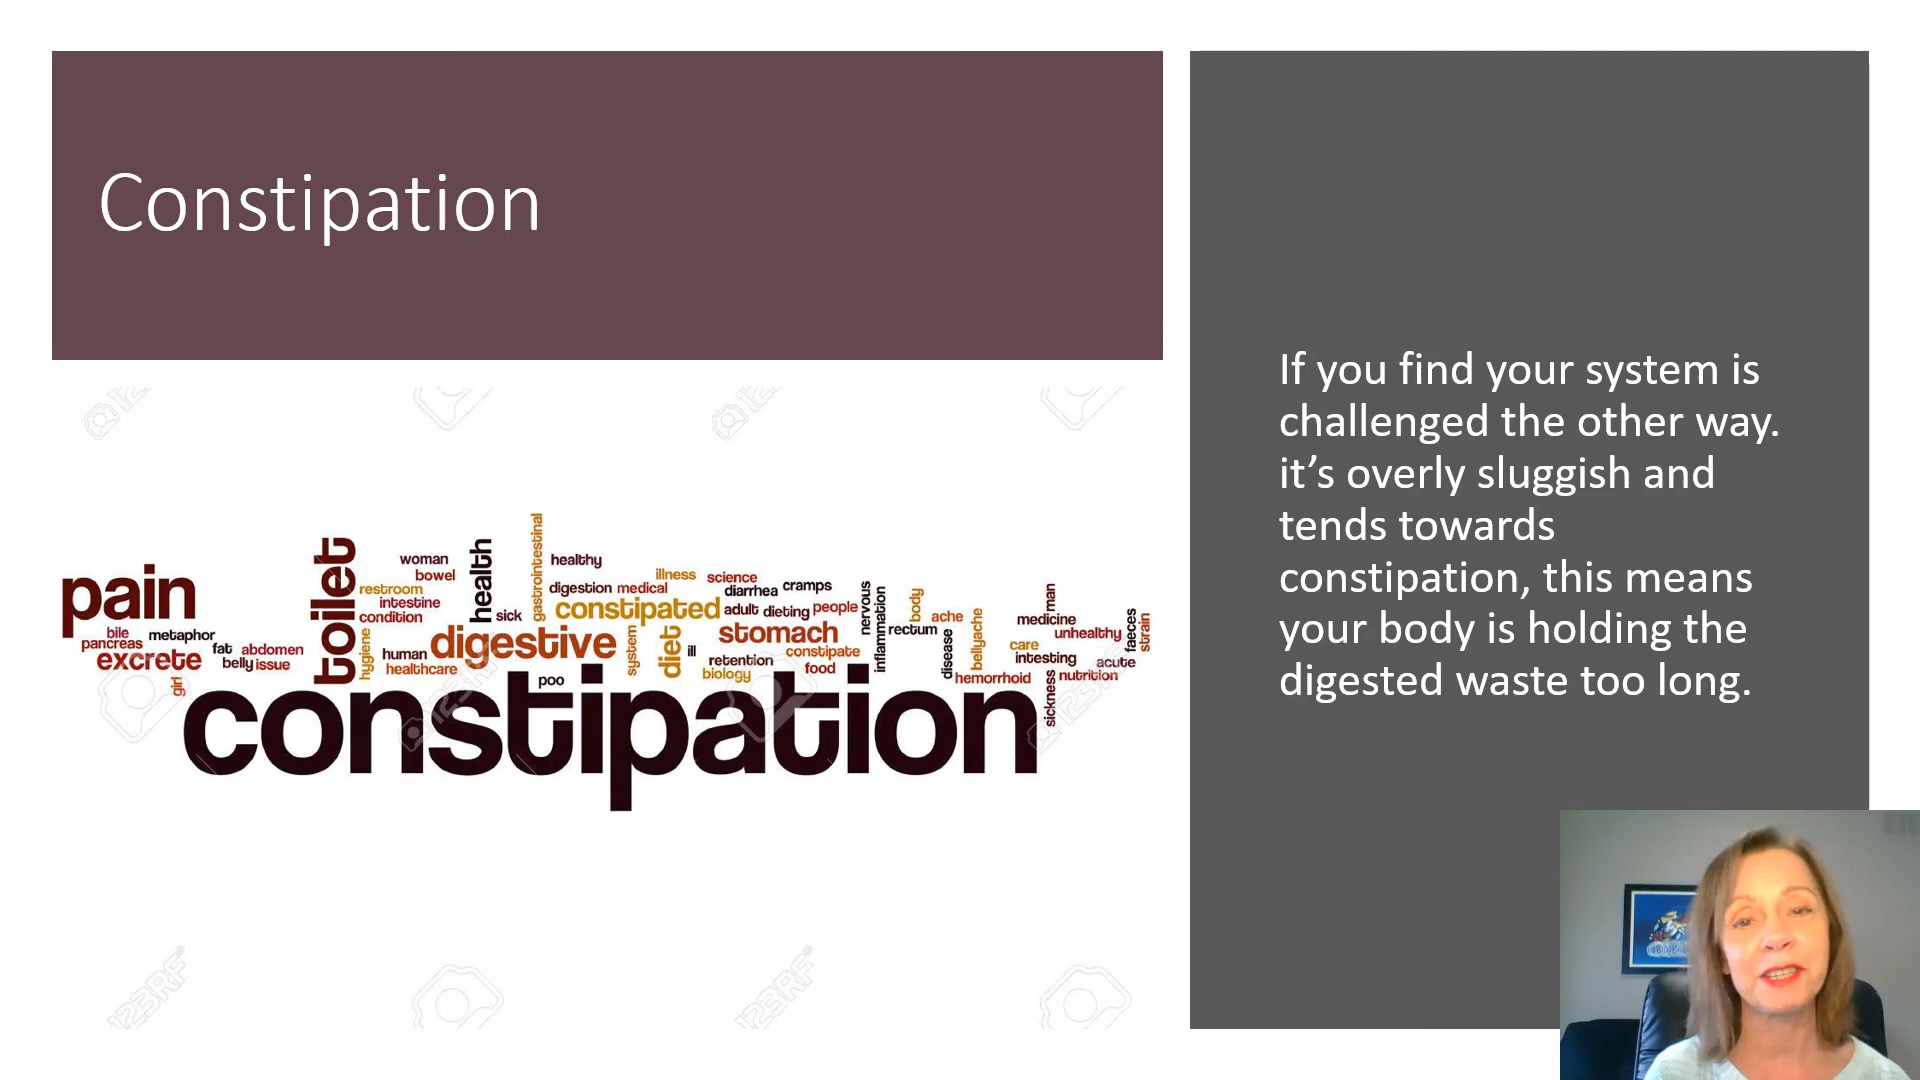 Constipation
If you find your system is
challenged the other way.
it’s overly sluggish and
tends towards
constipation, this means
your body is holding the
digested waste too long.
pain
bile
pancreas
metaphor
excrete
girl
fat
abdomen
belly
issue
toilet
woman
bowel
restroom
intestine
condition
hygiene
human
healthcare
health
sick
digestive
gastrointestinal
healthy
digestion
medical
illness
science
diarrhea
cramps
constipated
adult
dieting
people
stomach
system
diet
ill
retention
biology
constipate
food
poo
nervous
inflammation
rectum
body
ache
disease
bellyache
hemorrhoid
man
medicine
unhealthy
care
intesting
acute
nutrition
sickness
faeces
strain
constipation
123RF
123RF